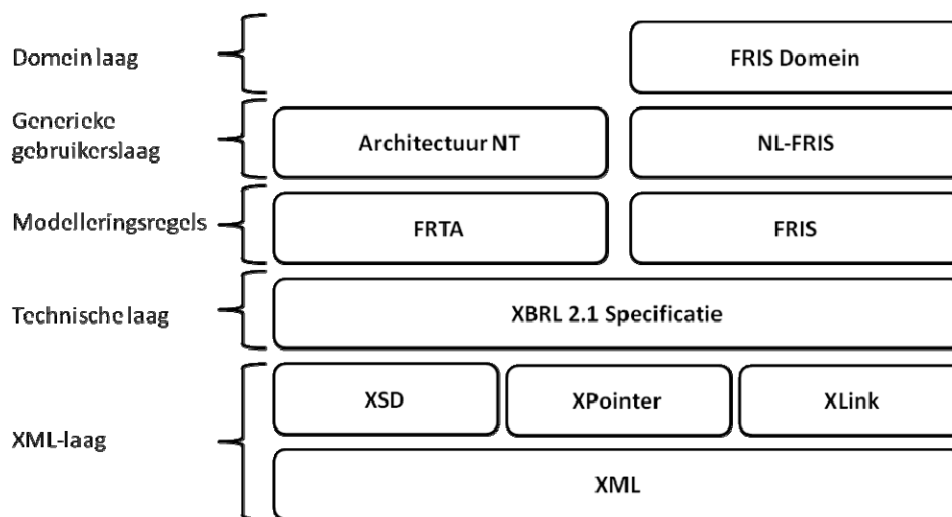 Domein laag
FRIS Domein
Generieke
gebruikerslaag
Architectuur NT
NL-FRIS
Modelleringsregels
FRTA
FRIS
Technische laag
XBRL 2.1 Specificatie
XML-laag
XSD
XPointer
XLink
XML